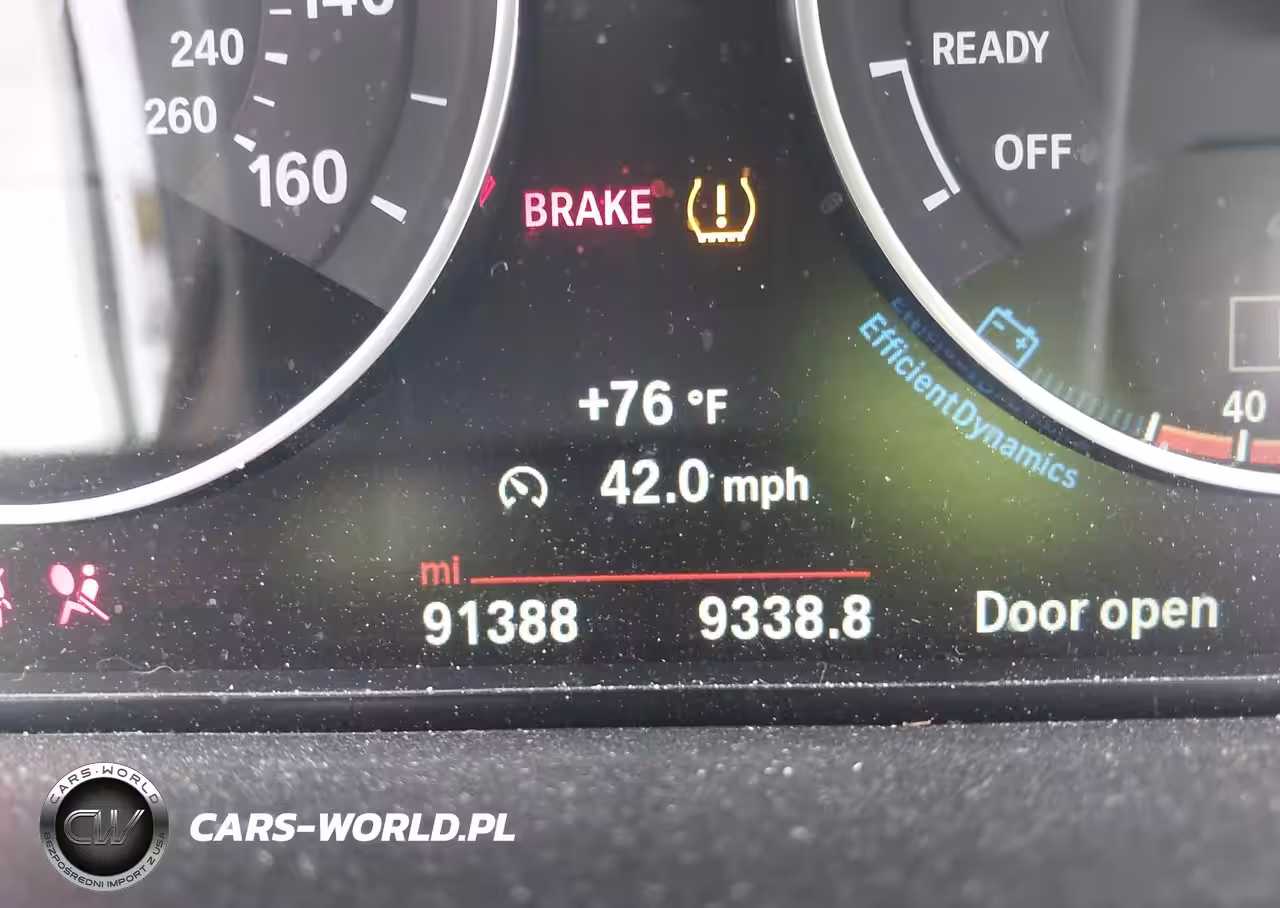 140
240
260
160
READY
OFF
BRAKE
+76 °F
42.0 mph
EfficientDynamics
40
mi
91388 9338.8
Door open
CARS-WORLD
CW
BEZPOŚREDNI IMPORT Z USA
CARS-WORLD.PL